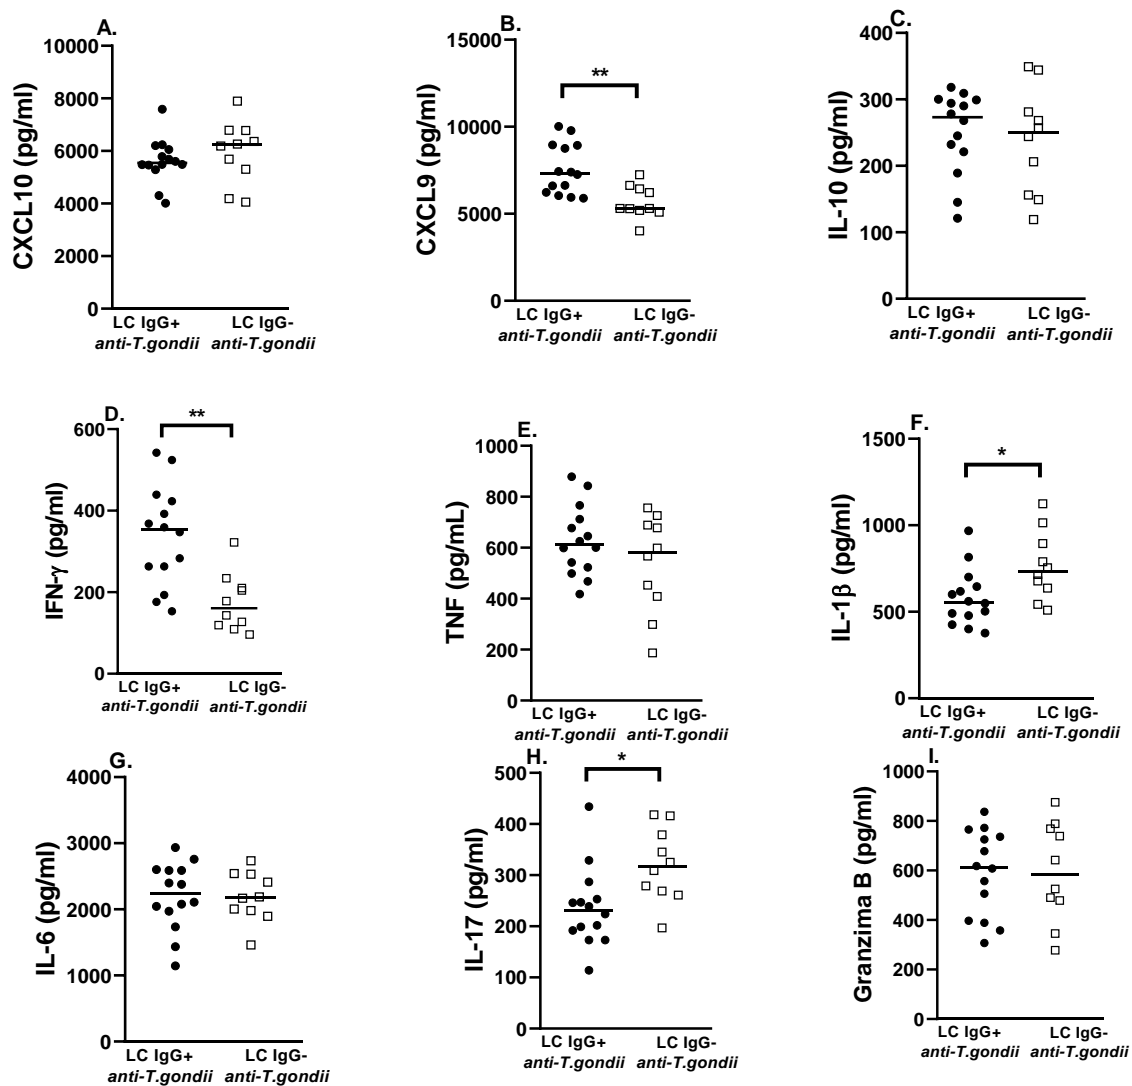 A.
CXCL10 (pg/ml)
10000
8000
6000
4000
2000
0
LC IgG+
anti-T.gondii
LC IgG-
anti-T.gondii
B.
CXCL9 (pg/ml)
15000
10000
5000
0
**
LC IgG+
anti-T.gondii
LC IgG-
anti-T.gondii
C.
IL-10 (pg/ml)
400
300
200
100
0
LC IgG+
anti-T.gondii
LC IgG-
anti-T.gondii
D.
IFN-γ (pg/ml)
600
400
200
0
**
LC IgG+
anti-T.gondii
LC IgG-
anti-T.gondii
E.
TNF (pg/mL)
1000
800
600
400
200
0
LC IgG+
anti-T.gondii
LC IgG-
anti-T.gondii
F.
IL-1β (pg/ml)
1500
1000
500
0
*
LC IgG+
anti-T.gondii
LC IgG-
anti-T.gondii
G.
IL-6 (pg/ml)
4000
3000
2000
1000
0
LC IgG+
anti-T.gondii
LC IgG-
anti-T.gondii
H.
IL-17 (pg/ml)
500
400
300
200
100
0
*
LC IgG+
anti-T.gondii
LC IgG-
anti-T.gondii
I.
Granzima B (pg/ml)
1000
800
600
400
200
0
LC IgG+
anti-T.gondii
LC IgG-
anti-T.gondii